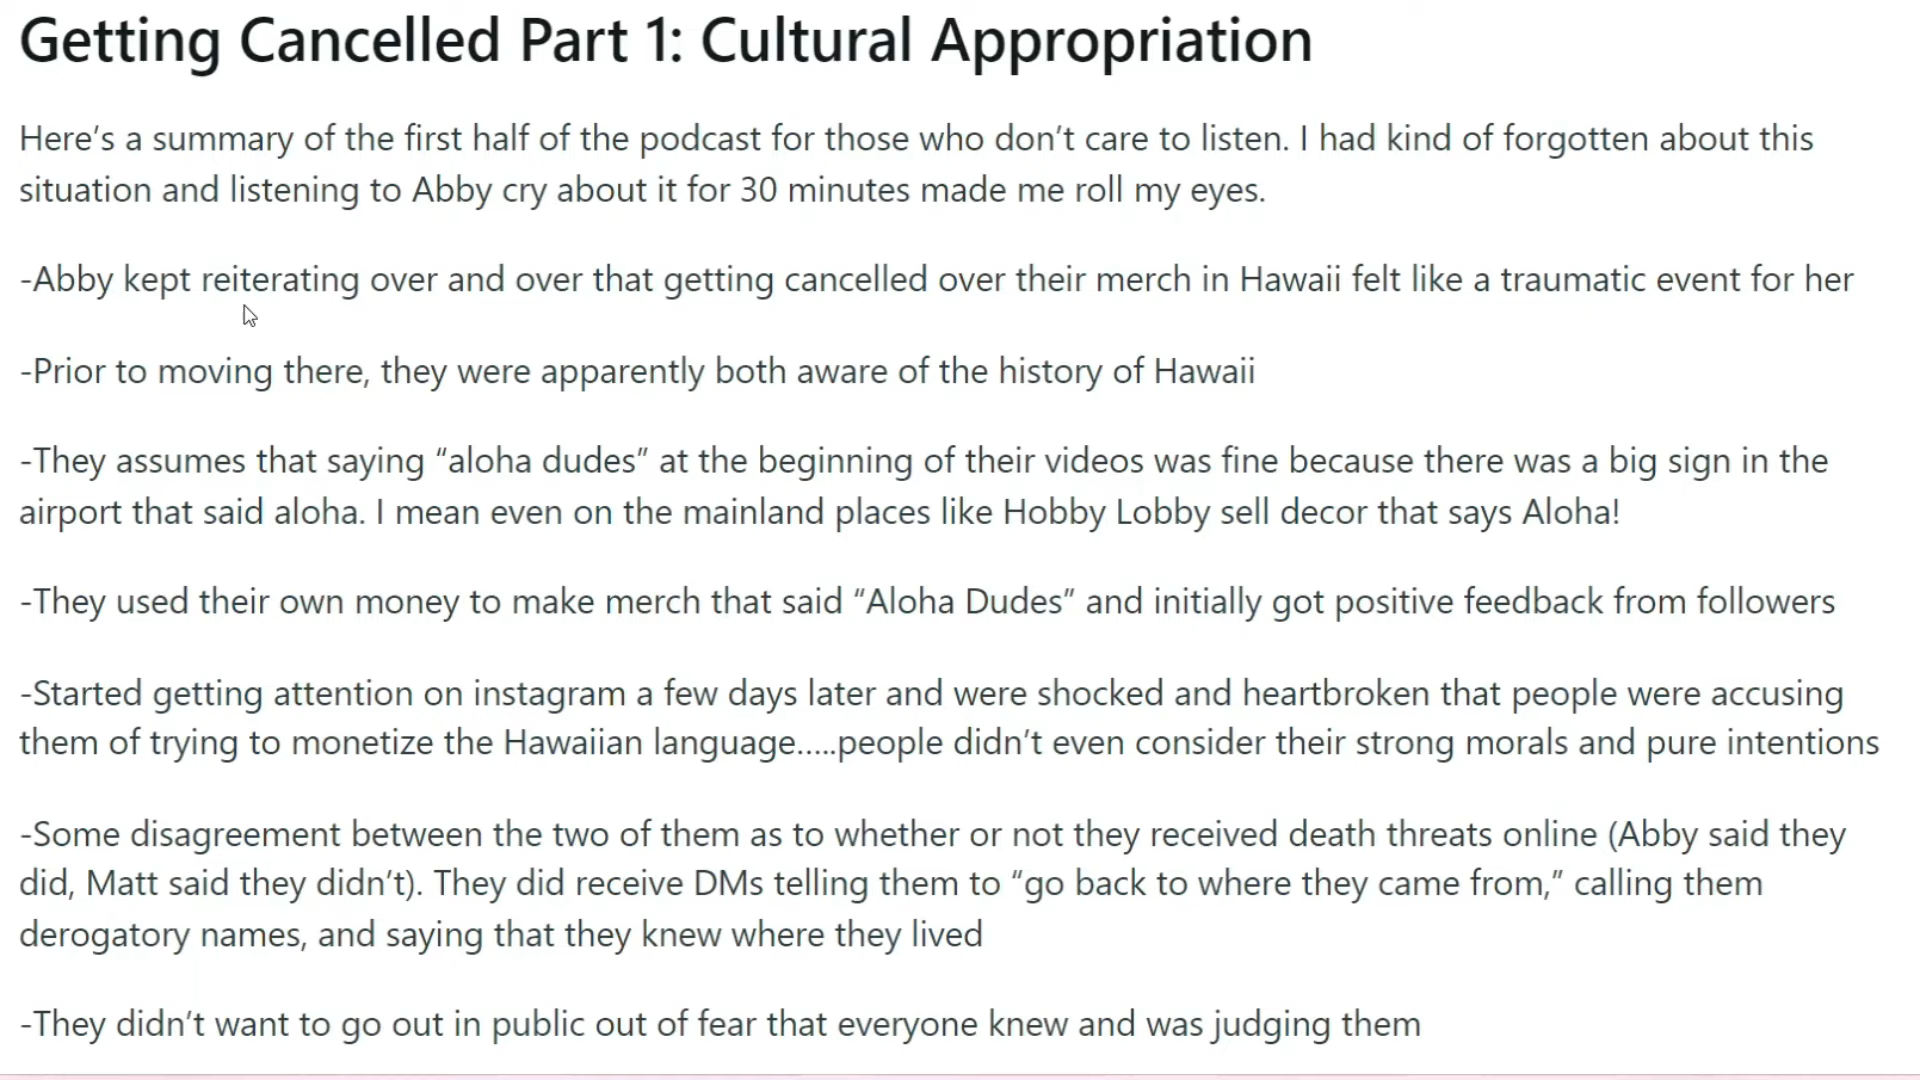 Getting Cancelled Part 1: Cultural Appropriation
Here’s a summary of the first half of the podcast for those who don’t care to listen. I had kind of forgotten about this
situation and listening to Abby cry about it for 30 minutes made me roll my eyes.
-Abby kept reiterating over and over that getting cancelled over their merch in Hawaii felt like a traumatic event for her
-Prior to moving there, they were apparently both aware of the history of Hawaii
-They assumes that saying “aloha dudes” at the beginning of their videos was fine because there was a big sign in the
airport that said aloha. I mean even on the mainland places like Hobby Lobby sell decor that says Aloha!
-They used their own money to make merch that said “Aloha Dudes” and initially got positive feedback from followers
-Started getting attention on instagram a few days later and were shocked and heartbroken that people were accusing
them of trying to monetize the Hawaiian language.....people didn’t even consider their strong morals and pure intentions
-Some disagreement between the two of them as to whether or not they received death threats online (Abby said they
did, Matt said they didn’t). They did receive DMs telling them to “go back to where they came from,” calling them
derogatory names, and saying that they knew where they lived
-They didn’t want to go out in public out of fear that everyone knew and was judging them